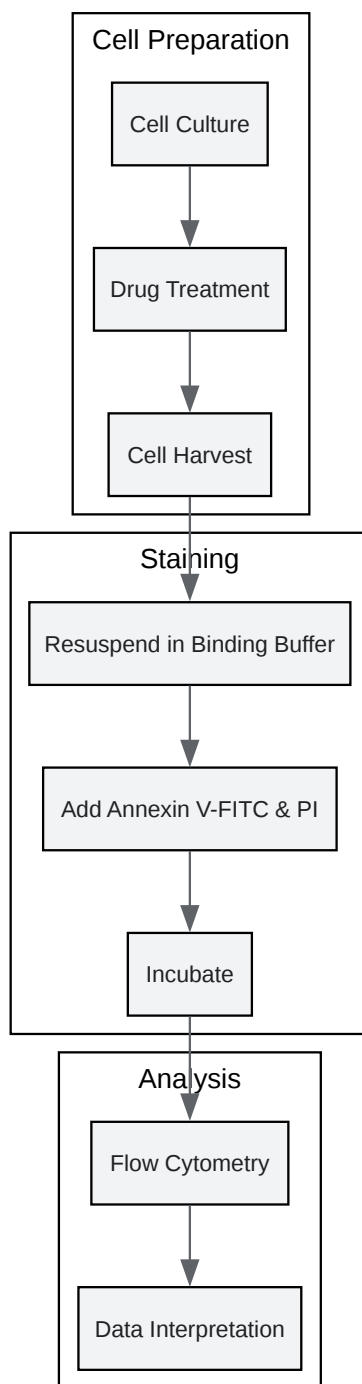 Cell Preparation
Cell Culture
Drug Treatment
Cell Harvest
Staining
Resuspend in Binding Buffer
Add Annexin V-FITC & PI
Incubate
Analysis
Flow Cytometry
Data Interpretation